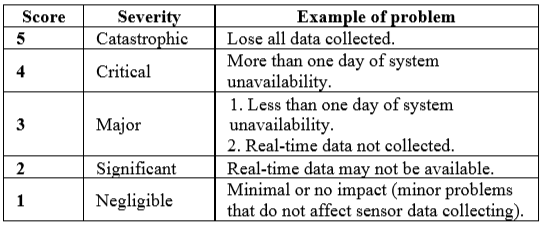 Score Severity Example of problem
5 Catastrophic Lose all data collected.
4 Critical More than one day of system
unavailability.
3 Major 1. Less than one day of system
unavailability.
2. Real-time data not collected.
2 Significant Real-time data may not be available.
1 Negligible Minimal or no impact (minor problems
that do not affect sensor data collecting).